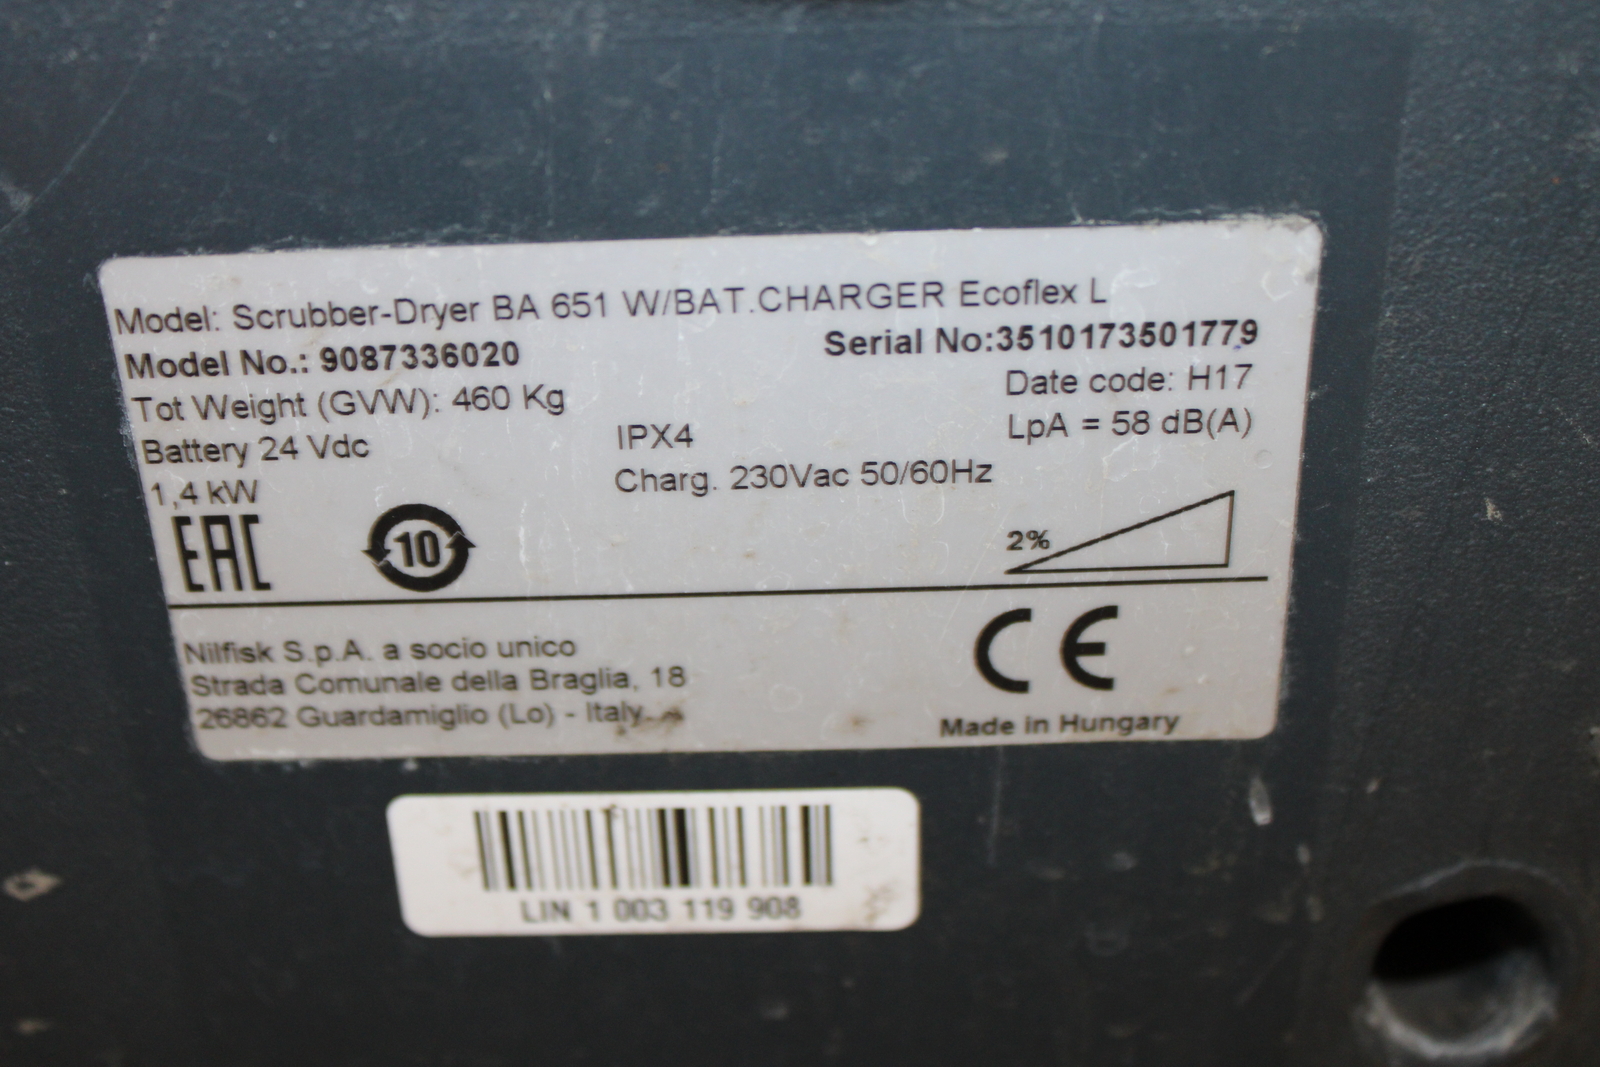 Model: Scrubber-Dryer BA 651 W/BAT.CHARGER Ecoflex L
Model No.: 9087336020
Serial No:3510173501779
Tot Weight (GVW): 460 Kg
Date code: H17
Battery 24 Vdc
IPX4
LpA = 58 dB(A)
1,4 kW
Charg. 230Vac 50/60Hz
EAC
10
2%
Nilfisk S.p.A. a socio unico
Strada Comunale della Braglia, 18
26862 Guardamiglio (Lo) - Italy
CE
Made in Hungary
LIN 1 003 119 908